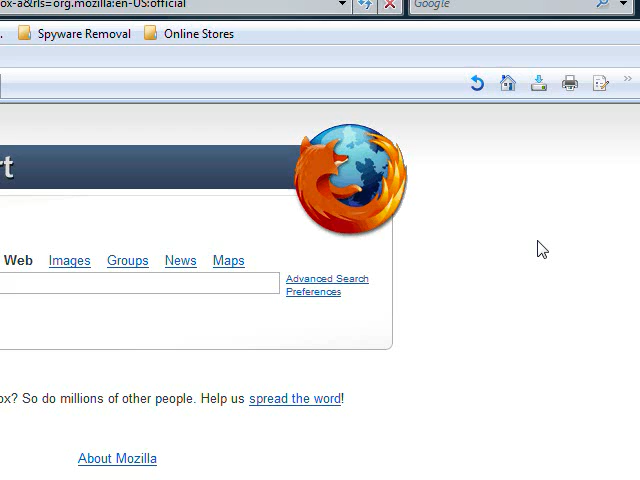 ox-a&rls=org.mozilla:en-US:official Google
. Spyware Removal Online Stores
»
rt
Web Images Groups News Maps
Advanced Search
Preferences
ox? So do millions of other people. Help us spread the word!
About Mozilla